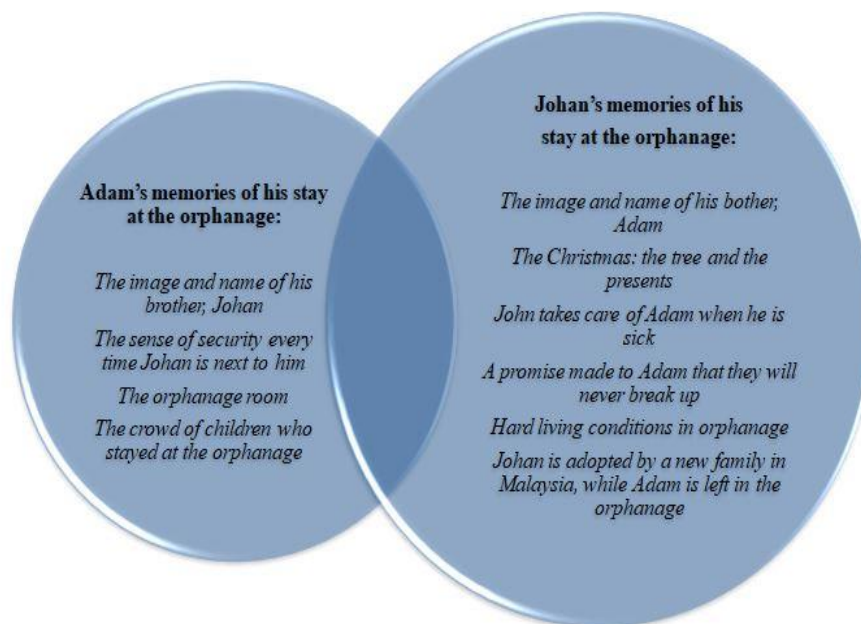 Adam’s memories of his stay
at the orphanage:
The image and name of his
brother, Johan
The sense of security every
time Johan is next to him
The orphanage room
The crowd of children who
stayed at the orphanage
Johan’s memories of his
stay at the orphanage:
The image and name of his bother,
Adam
The Christmas: the tree and the
presents
John takes care of Adam when he is
sick
A promise made to Adam that they will
never break up
Hard living conditions in orphanage
Johan is adopted by a new family in
Malaysia, while Adam is left in the
orphanage